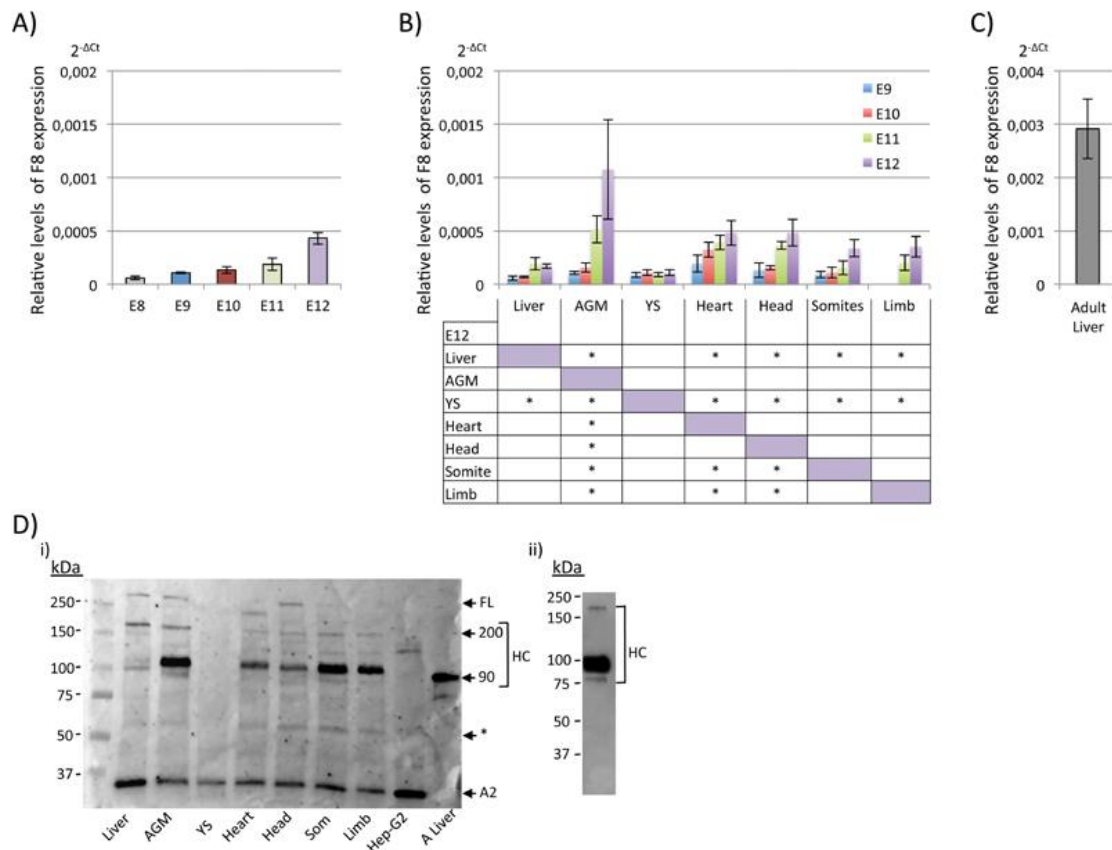 A)
2-ΔCt
Relative levels of F8 expression
0,002
0,0015
0,001
0,0005
0
E8 E9 E10 E11 E12
B)
2-ΔCt
Relative levels of F8 expression
0,002
0,0015
0,001
0,0005
0
E9
E10
E11
E12
Liver AGM YS Heart Head Somites Limb
E12
Liver * * * * *
AGM
YS * * * * * *
Heart *
Head *
Somite * * *
Limb * * *
C)
2-ΔCt
Relative levels of F8 expression
0,004
0,003
0,002
0,001
0
Adult
Liver
D)
i)
kDa
250
150
100
75
50
37
FL
200
HC
90
*
A2
Liver AGM YS Heart Head Som Limb Hep-G2 A Liver
ii)
kDa
250
150
100
75
50
37
HC